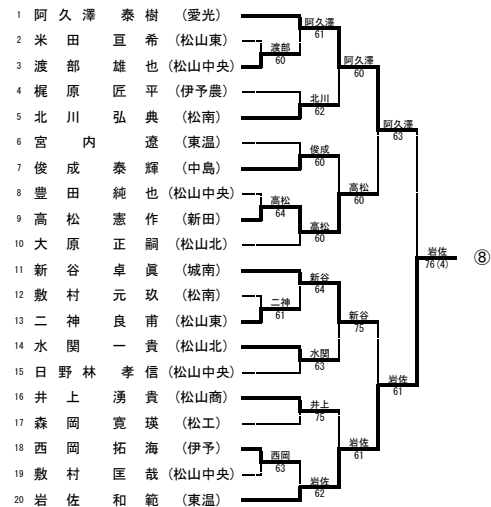 1 阿久澤 泰樹 (愛光)
2 米田 亘希 (松山東)
3 渡部 雄也 (松山中央)
4 梶原 匠平 (伊予農)
5 北川 弘典 (松南)
6 宮内 遼 (東温)
7 俊成 泰輝 (中島)
8 豊田 純也 (松山中央)
9 高松 憲作 (新田)
10 大原 正嗣 (松山北)
11 新谷 卓眞 (城南)
12 敷村 元玖 (松南)
13 二神 良甫 (松山東)
14 水関 一貴 (松山北)
15 日野林 孝信 (松山中央)
16 井上 湧貴 (松山商)
17 森岡 寛瑛 (松工)
18 西岡 拓海 (伊予)
19 敷村 匡哉 (松山中央)
20 岩佐 和範 (東温)
渡部
60
高松
64
二神
61
西岡
63
阿久澤
61
北川
62
俊成
60
高松
60
新谷
64
水関
63
井上
75
岩佐
62
阿久澤
60
高松
60
新谷
75
岩佐
61
阿久澤
63
岩佐
61
岩佐
76(4)
⑧